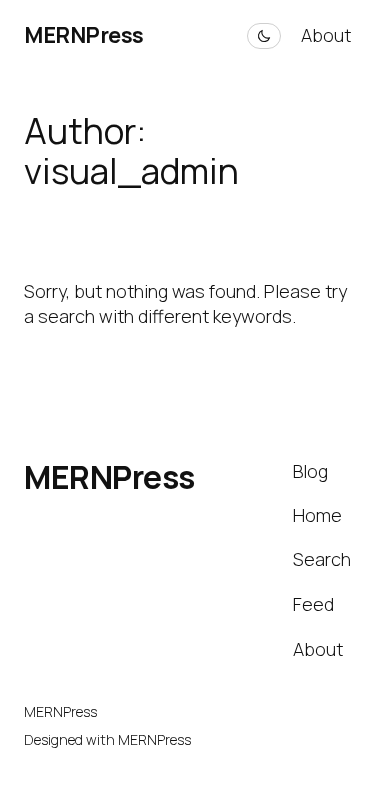 MERNPress
About
Author:
visual_admin
Sorry, but nothing was found. Please try
a search with different keywords.
MERNPress
Blog
Home
Search
Feed
About
MERNPress
Designed with MERNPress